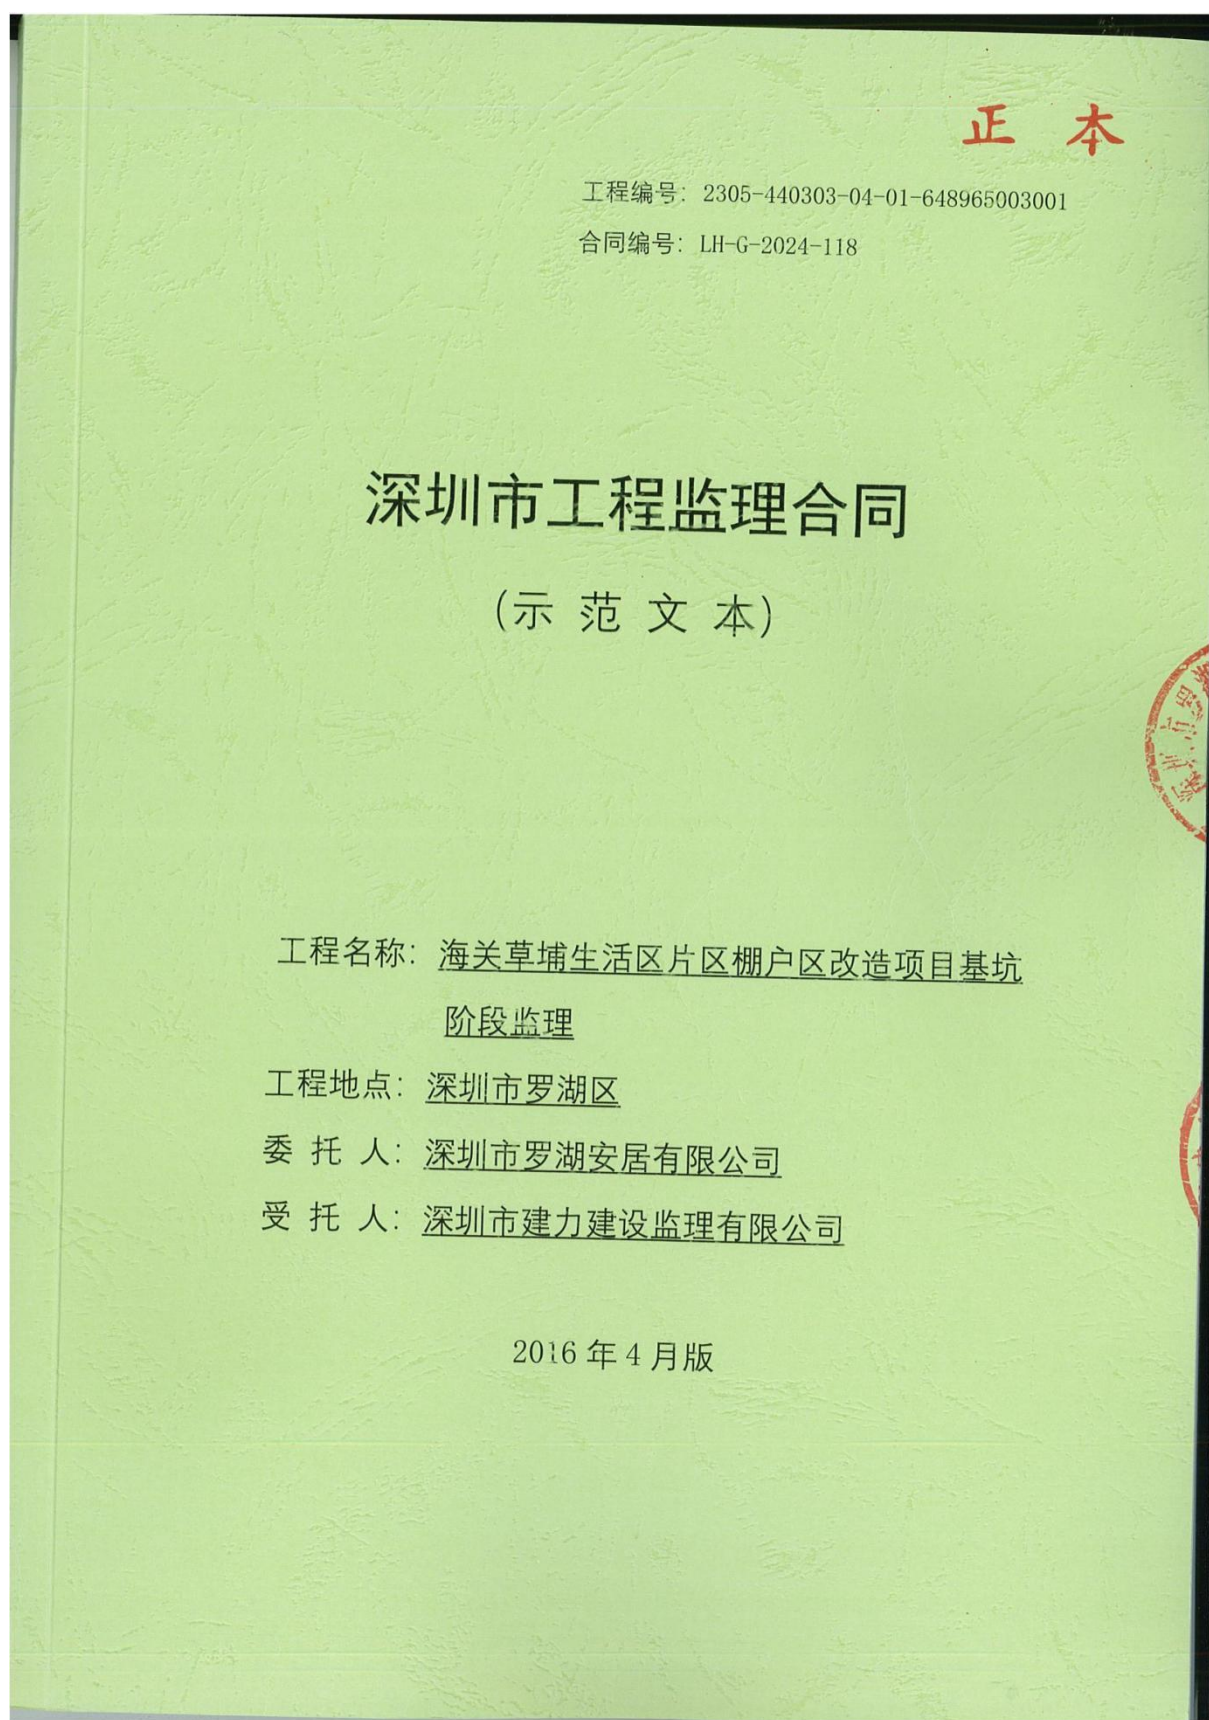 正 本
工程编号：2305-440303-04-01-648965003001
合同编号：LH-G-2024-118
深圳市工程监理合同
(示 范 文 本)
工程名称：海关草埔生活区片区棚户区改造项目基坑
阶段监理
工程地点：深圳市罗湖区
委 托 人：深圳市罗湖安居有限公司
受 托 人：深圳市建力建设监理有限公司
2016 年 4 月版
深圳市罗